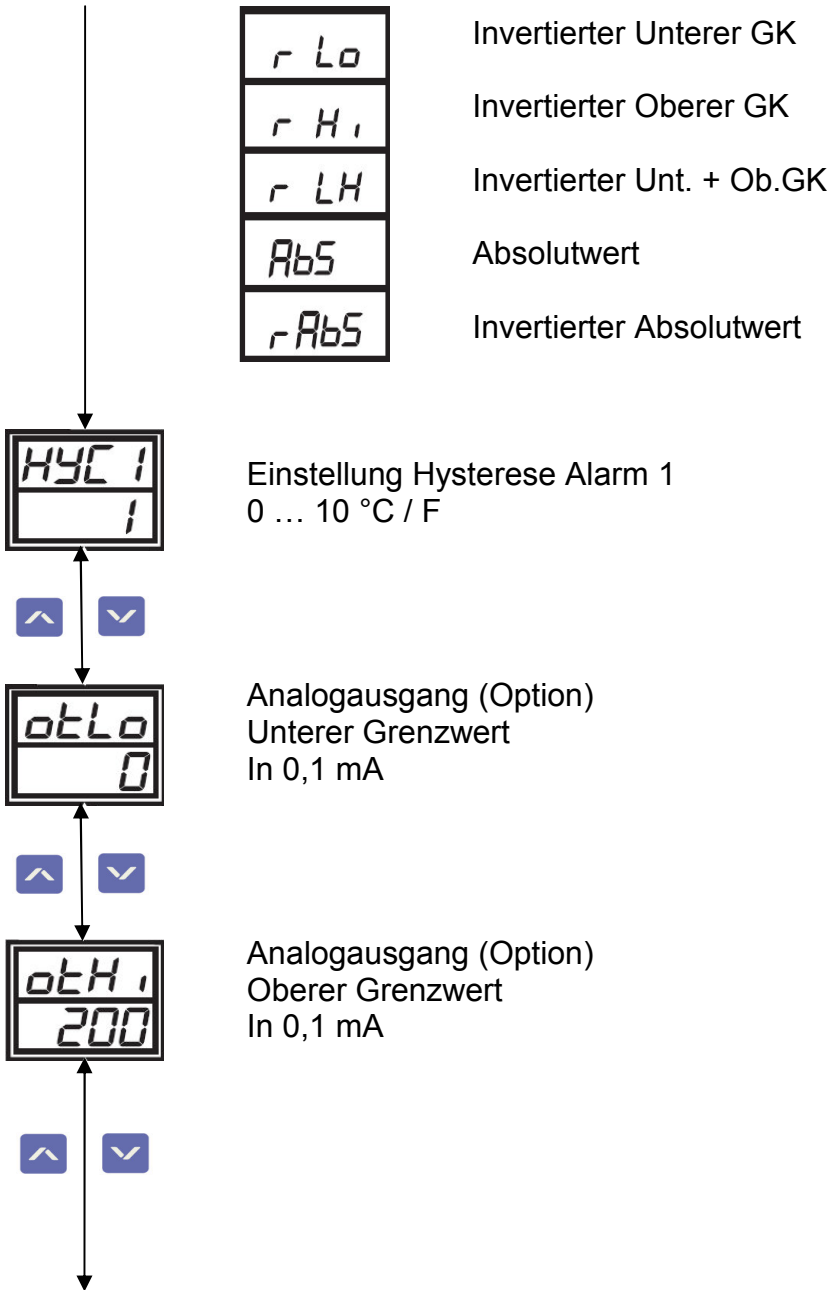 r Lo Invertierter Unterer GK
r Hi Invertierter Oberer GK
r LH Invertierter Unt. + Ob.GK
AbS Absolutwert
rAbS Invertierter Absolutwert
HYC 1
1
Einstellung Hysterese Alarm 1
0 … 10 °C / F
otLo
0
Analogausgang (Option)
Unterer Grenzwert
In 0,1 mA
otHi
200
Analogausgang (Option)
Oberer Grenzwert
In 0,1 mA